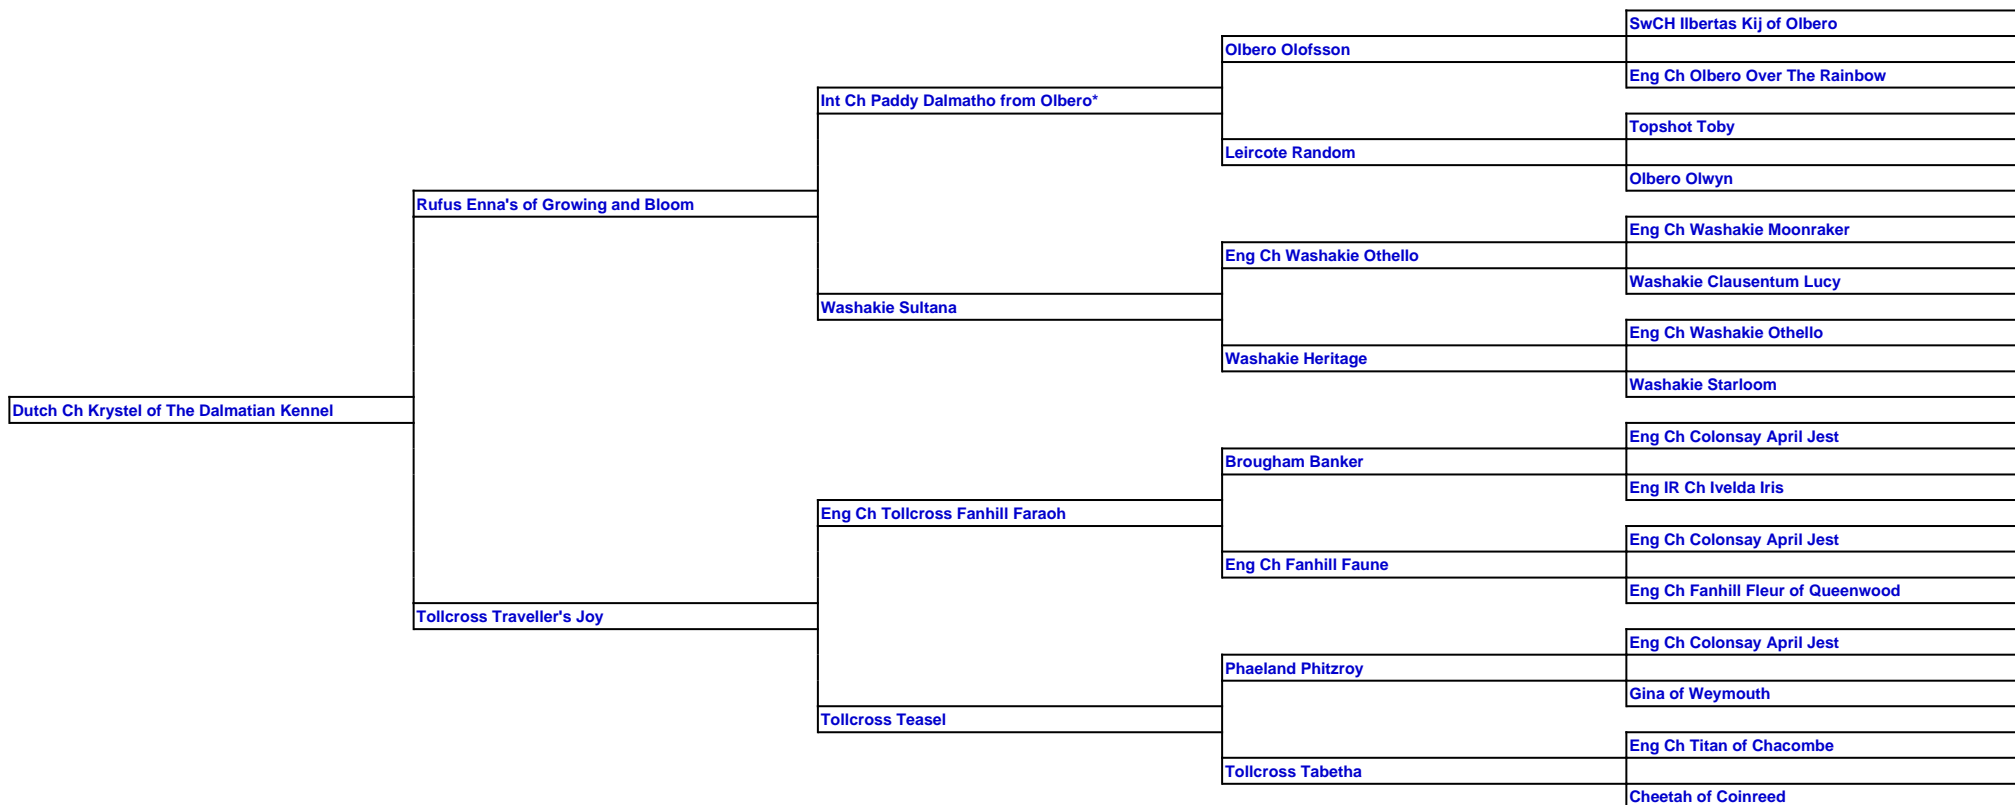 SwCH Ilbertas Kij of Olbero
Olbero Olofsson
Eng Ch Olbero Over The Rainbow
Int Ch Paddy Dalmatho from Olbero*
Topshot Toby
Leircote Random
Olbero Olwyn
Rufus Enna's of Growing and Bloom
Eng Ch Washakie Moonraker
Eng Ch Washakie Othello
Washakie Clausentum Lucy
Washakie Sultana
Eng Ch Washakie Othello
Washakie Heritage
Washakie Starloom
Dutch Ch Krystel of The Dalmatian Kennel
Eng Ch Colonsay April Jest
Brougham Banker
Eng IR Ch Ivelda Iris
Eng Ch Tollcross Fanhill Faraoh
Eng Ch Colonsay April Jest
Eng Ch Fanhill Faune
Eng Ch Fanhill Fleur of Queenwood
Tollcross Traveller's Joy
Eng Ch Colonsay April Jest
Phaeland Phitzroy
Gina of Weymouth
Tollcross Teasel
Eng Ch Titan of Chacombe
Tollcross Tabetha
Cheetah of Coinreed